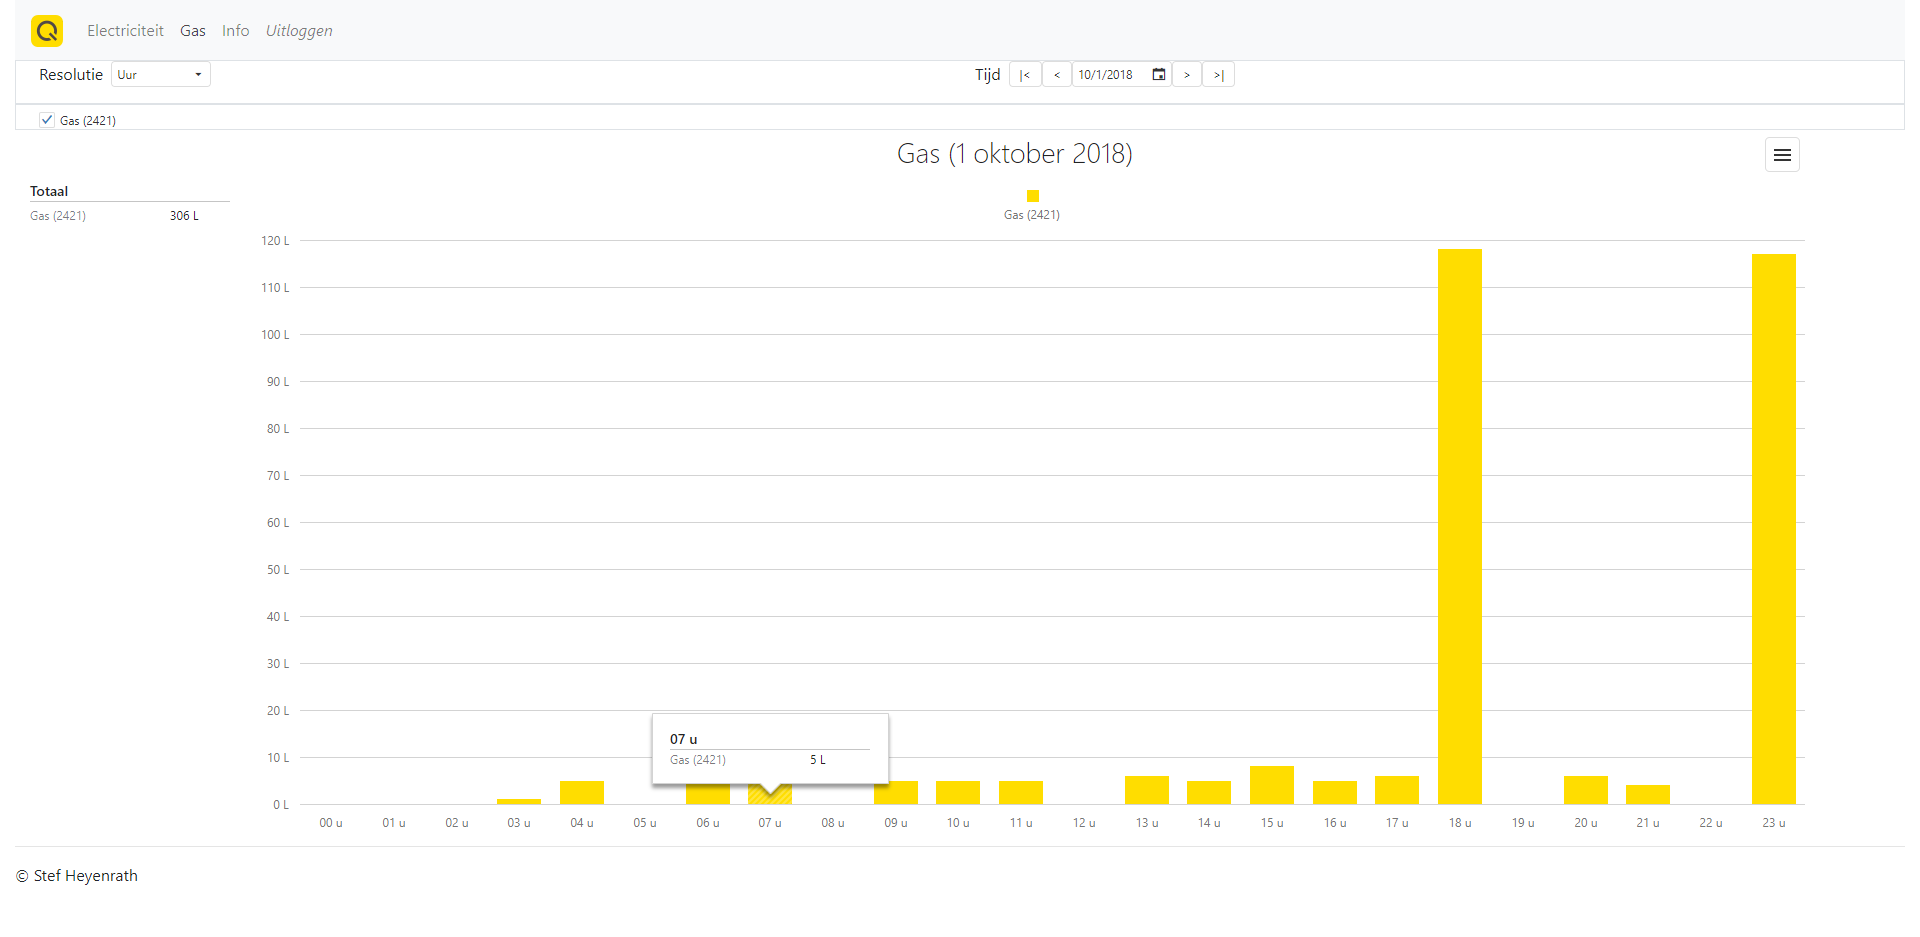 Electriciteit Gas Info Uitloggen
Resolutie Uur Tijd |< < 10/1/2018 > >|
Gas (2421)
Gas (1 oktober 2018)
Totaal
Gas (2421) 306 L
Gas (2421)
120 L
110 L
100 L
90 L
80 L
70 L
60 L
50 L
40 L
30 L
20 L
10 L
0 L
07 u
Gas (2421) 5 L
00 u 01 u 02 u 03 u 04 u 05 u 06 u 07 u 08 u 09 u 10 u 11 u 12 u 13 u 14 u 15 u 16 u 17 u 18 u 19 u 20 u 21 u 22 u 23 u
© Stef Heyenrath